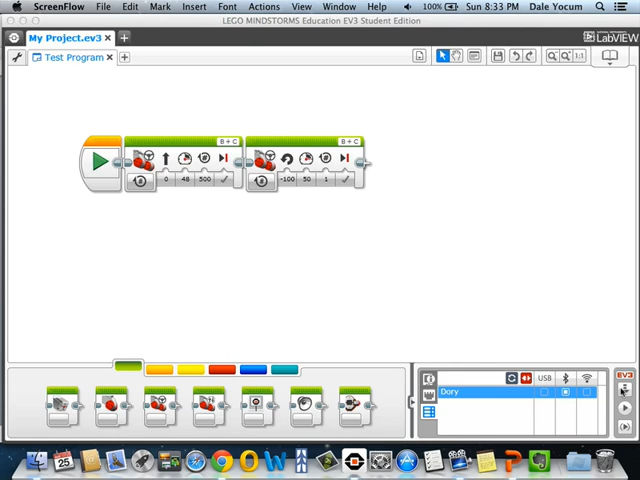 ScreenFlow File Edit Mark Insert Font Actions View Window Help 100% Sun 8:33 PM Dale Yocum
LEGO MINDSTORMS Education EV3 Student Edition
My Project.ev3 × +
LabVIEW
Test Program × +
1:1
B + C B + C
0 48 500 -100 50 1
EV3
USB
Dory
25